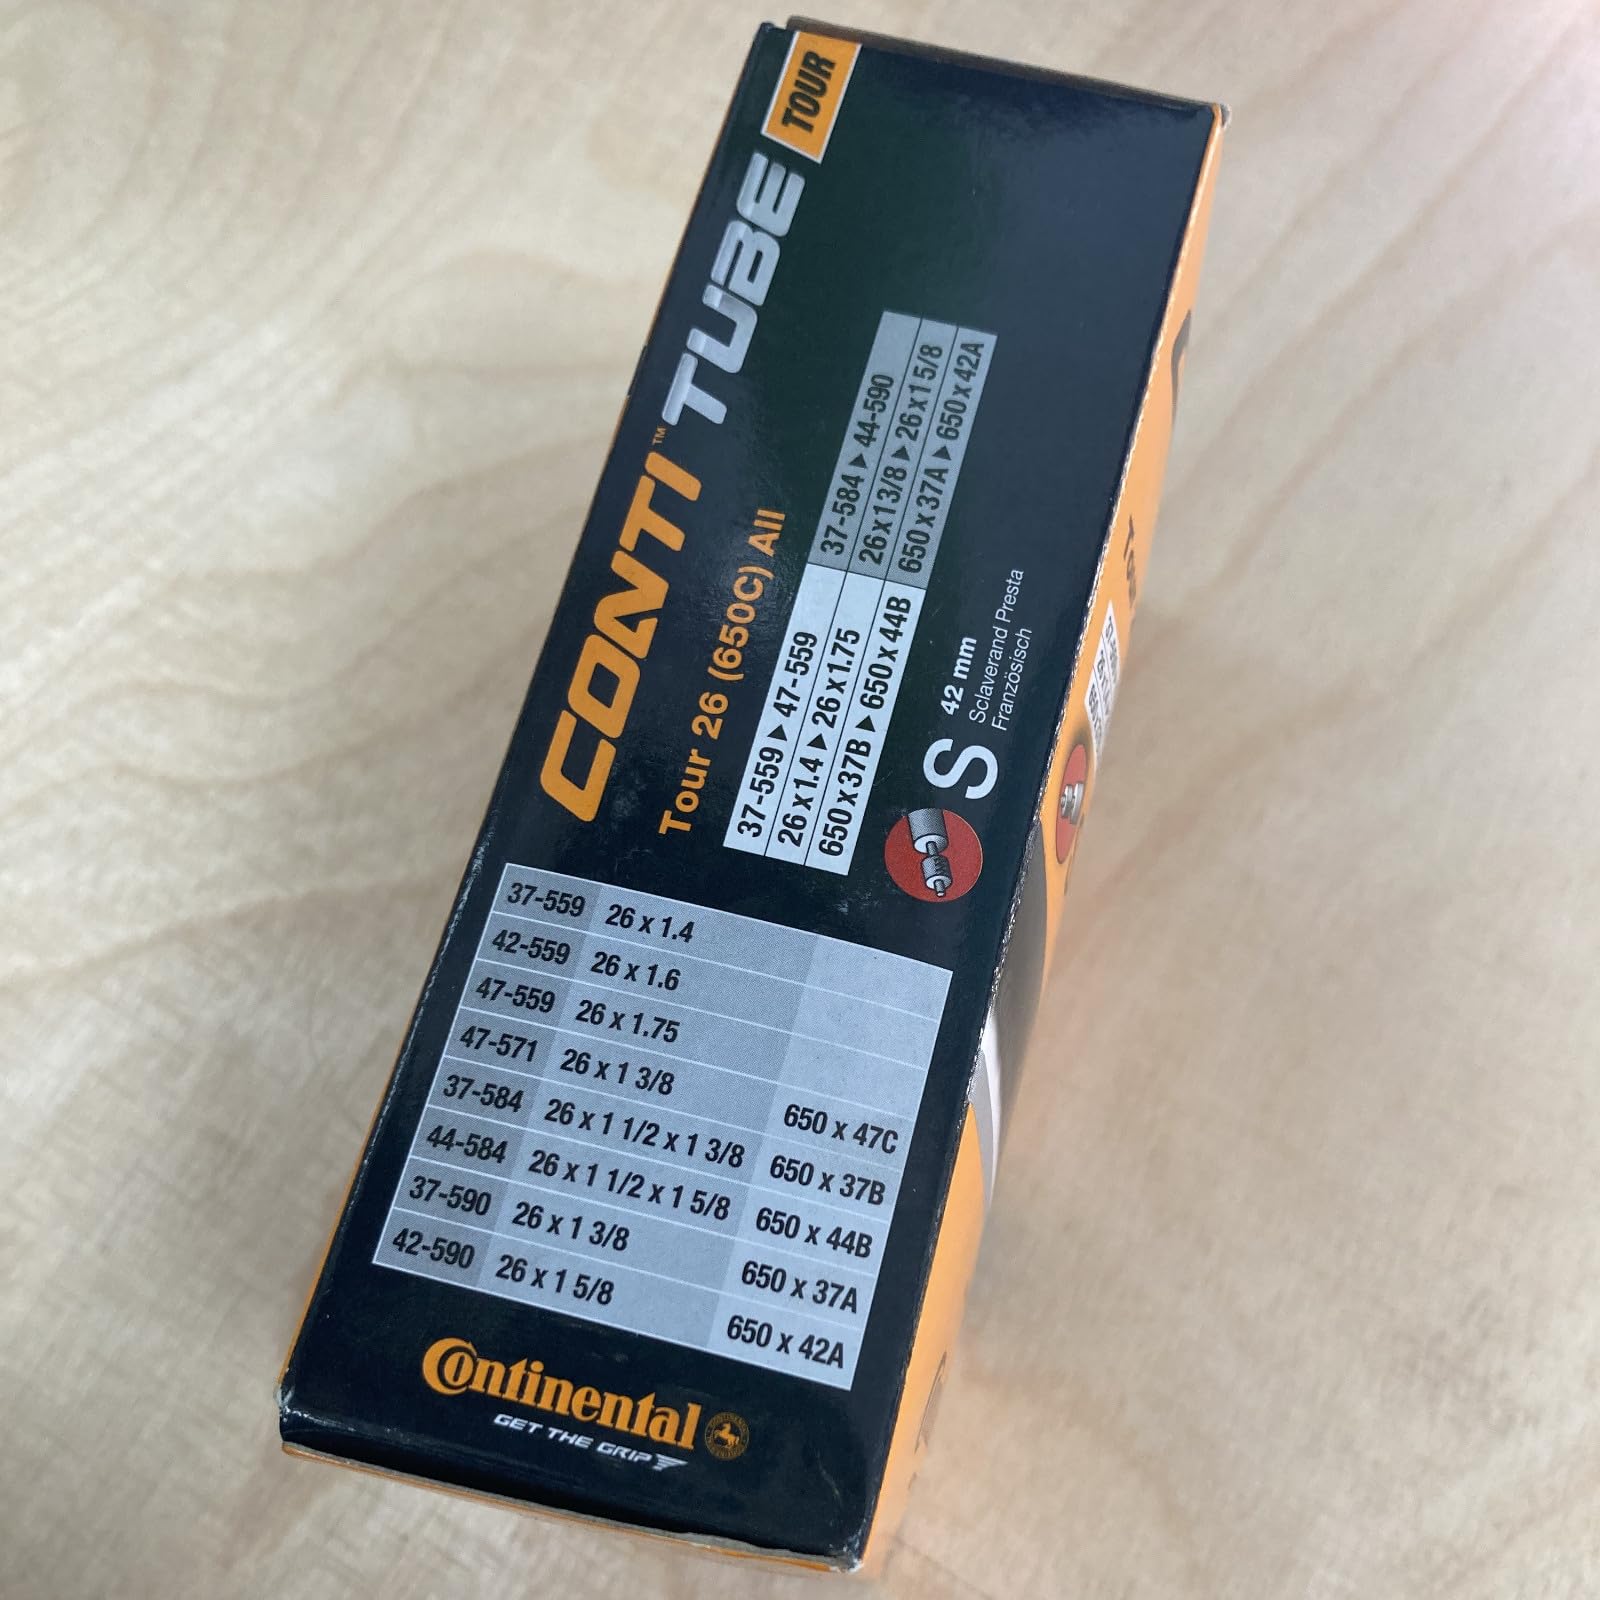 TOUR
CONTI™ TUBE
Tour 26 (650C) All
37-559 ▶ 47-559 37-584 ▶ 44-590
26 x 1.4 ▶ 26 x 1.75 26 x 1 3/8 ▶ 26 x 1 5/8
650 x 37B ▶ 650 x 44B 650 x 37A ▶ 650 x 42A
S 42 mm
Sclaverand Presta
Französisch
37-559 26 x 1.4
42-559 26 x 1.6
47-559 26 x 1.75
47-571 26 x 1 3/8 650 x 47C
37-584 26 x 1 1/2 x 1 3/8 650 x 37B
44-584 26 x 1 1/2 x 1 5/8 650 x 44B
37-590 26 x 1 3/8 650 x 37A
42-590 26 x 1 5/8 650 x 42A
Continental
GET THE GRIP